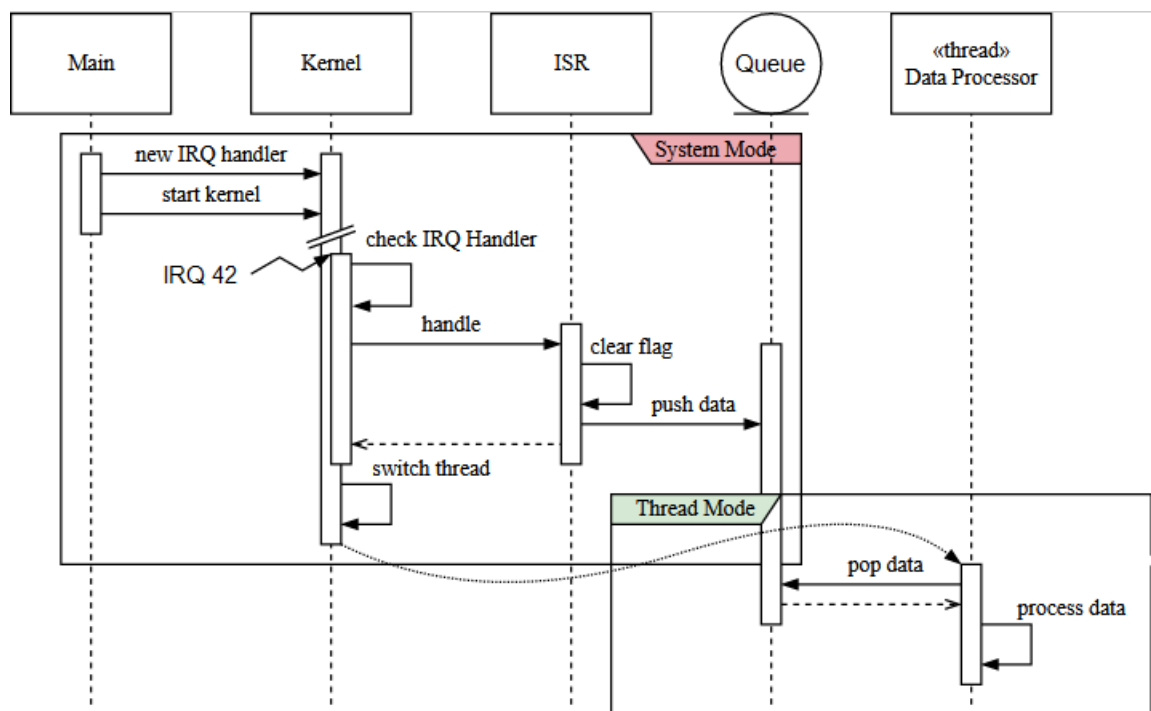 Main
Kernel
ISR
Queue
«thread»
Data Processor
System Mode
new IRQ handler
start kernel
check IRQ Handler
IRQ 42
handle
clear flag
push data
switch thread
Thread Mode
pop data
process data